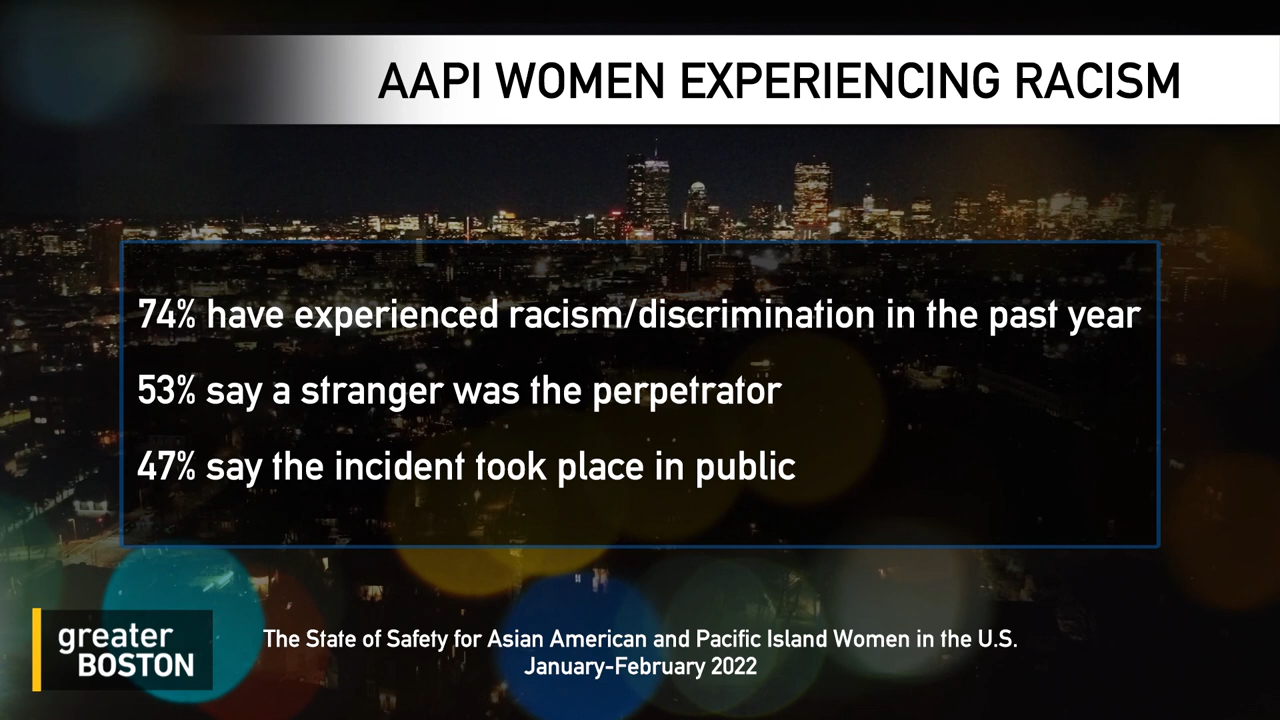 AAPI WOMEN EXPERIENCING RACISM
74% have experienced racism/discrimination in the past year
53% say a stranger was the perpetrator
47% say the incident took place in public
greater
BOSTON
The State of Safety for Asian American and Pacific Island Women in the U.S.
January-February 2022